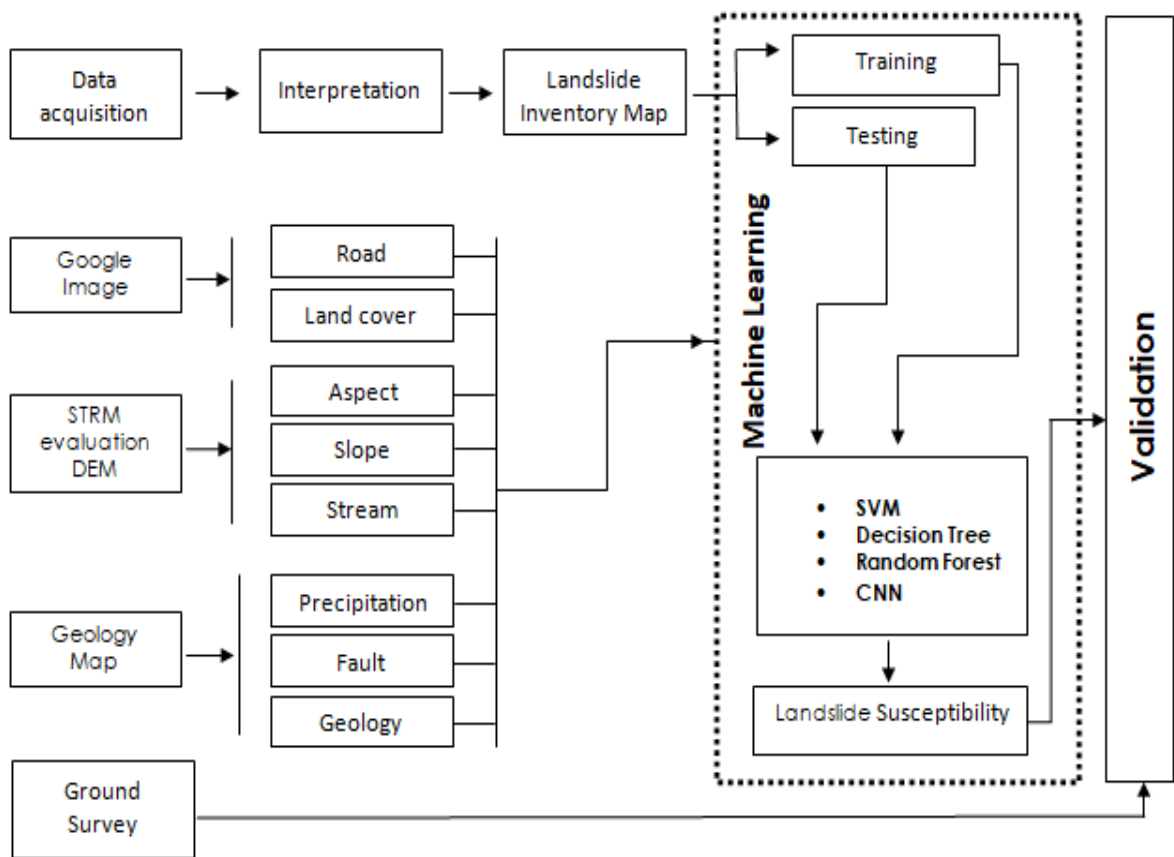 Data
acquisition
Interpretation
Landslide
Inventory Map
Training
Testing
Machine Learning
Validation
Google
Image
Road
Land cover
STRM
evaluation
DEM
Aspect
Slope
Stream
• SVM
• Decision Tree
• Random Forest
• CNN
Geology
Map
Precipitation
Fault
Geology
Landslide Susceptibility
Ground
Survey